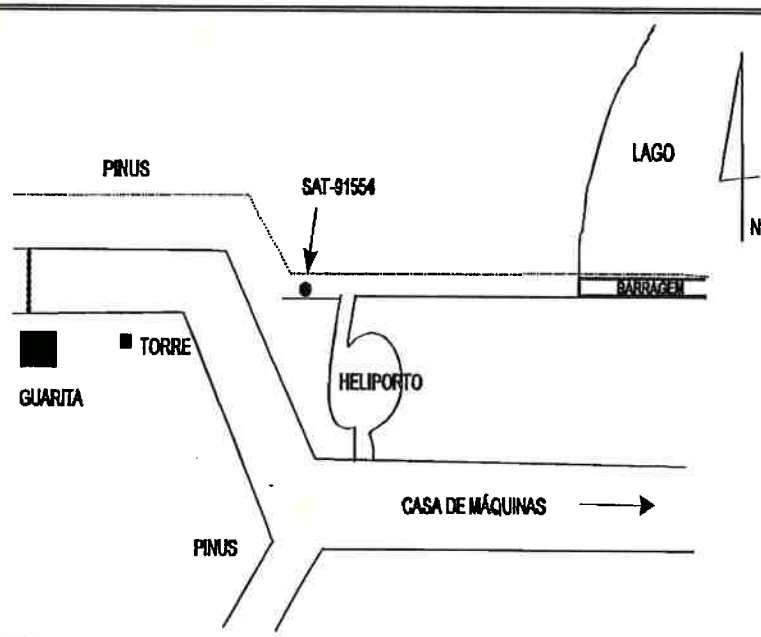 LAGO
PINUS
SAT-91554
N
BARRAGEM
TORRE
HELIPORTO
GUARITA
CASA DE MÁQUINAS
PINUS